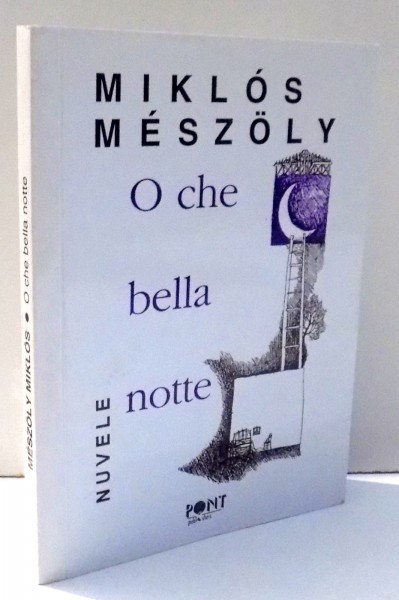 MIKLÓS
MÉSZÖLY
O che
bella
notte
NUVELE
PONT
MÉSZÖLY MIKLÓS ● O che bella notte